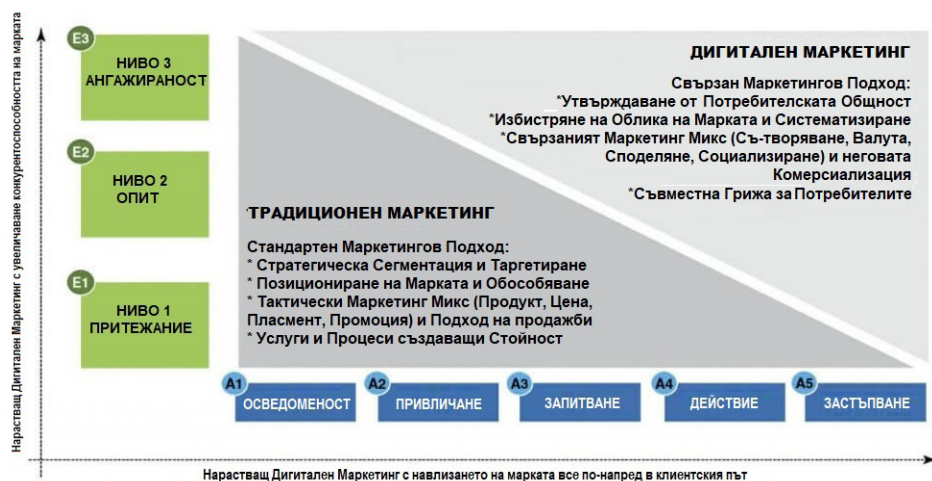 Нарастващ Дигитален Маркетинг с увеличаване конкурентоспособността на марката
E3
НИВО 3
АНГАЖИРАНОСТ
E2
НИВО 2
ОПИТ
E1
НИВО 1
ПРИТЕЖАНИЕ
ДИГИТАЛЕН МАРКЕТИНГ
Свързан Маркетингов Подход:
*Утвърждаване от Потребителската Общност
*Избистряне на Облика на Марката и Систематизиране
*Свързаният Маркетинг Микс (Съ-творяване, Валута,
Споделяне, Социализиране) и неговата
Комерсиализация
*Съвместна Грижа за Потребителите
ТРАДИЦИОНЕН МАРКЕТИНГ
Стандартен Маркетингов Подход:
* Стратегическа Сегментация и Таргетиране
* Позициониране на Марката и Обособяване
* Тактически Маркетинг Микс (Продукт, Цена,
Пласмент, Промоция) и Подход на продажби
* Услуги и Процеси създаващи Стойност
A1
ОСВЕДОМЕНОСТ
A2
ПРИВЛИЧАНЕ
A3
ЗАПИТВАНЕ
A4
ДЕЙСТВИЕ
A5
ЗАСТЪПВАНЕ
Нарастващ Дигитален Маркетинг с навлизането на марката все по-напред в клиентския път